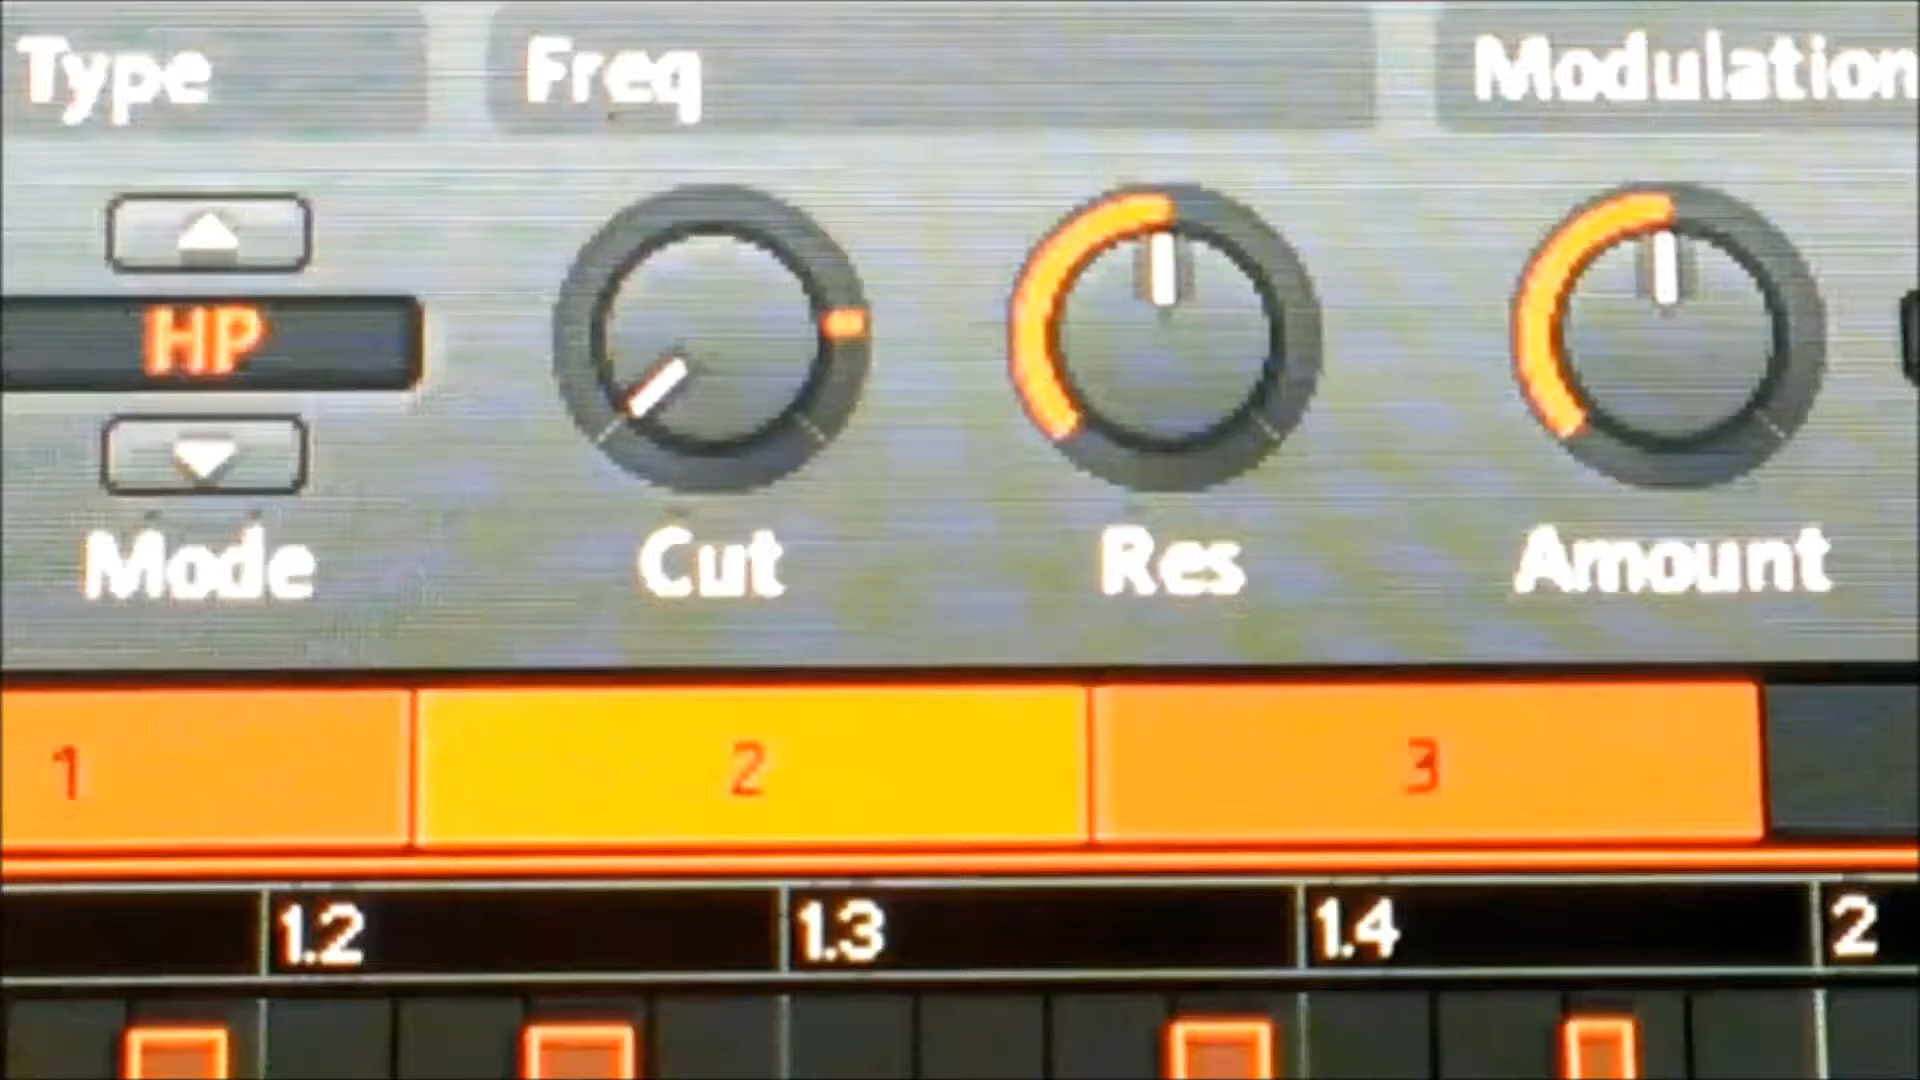 Type Freq Modulation
HP
Mode Cut Res Amount
1 2 3
1.2 1.3 1.4 2